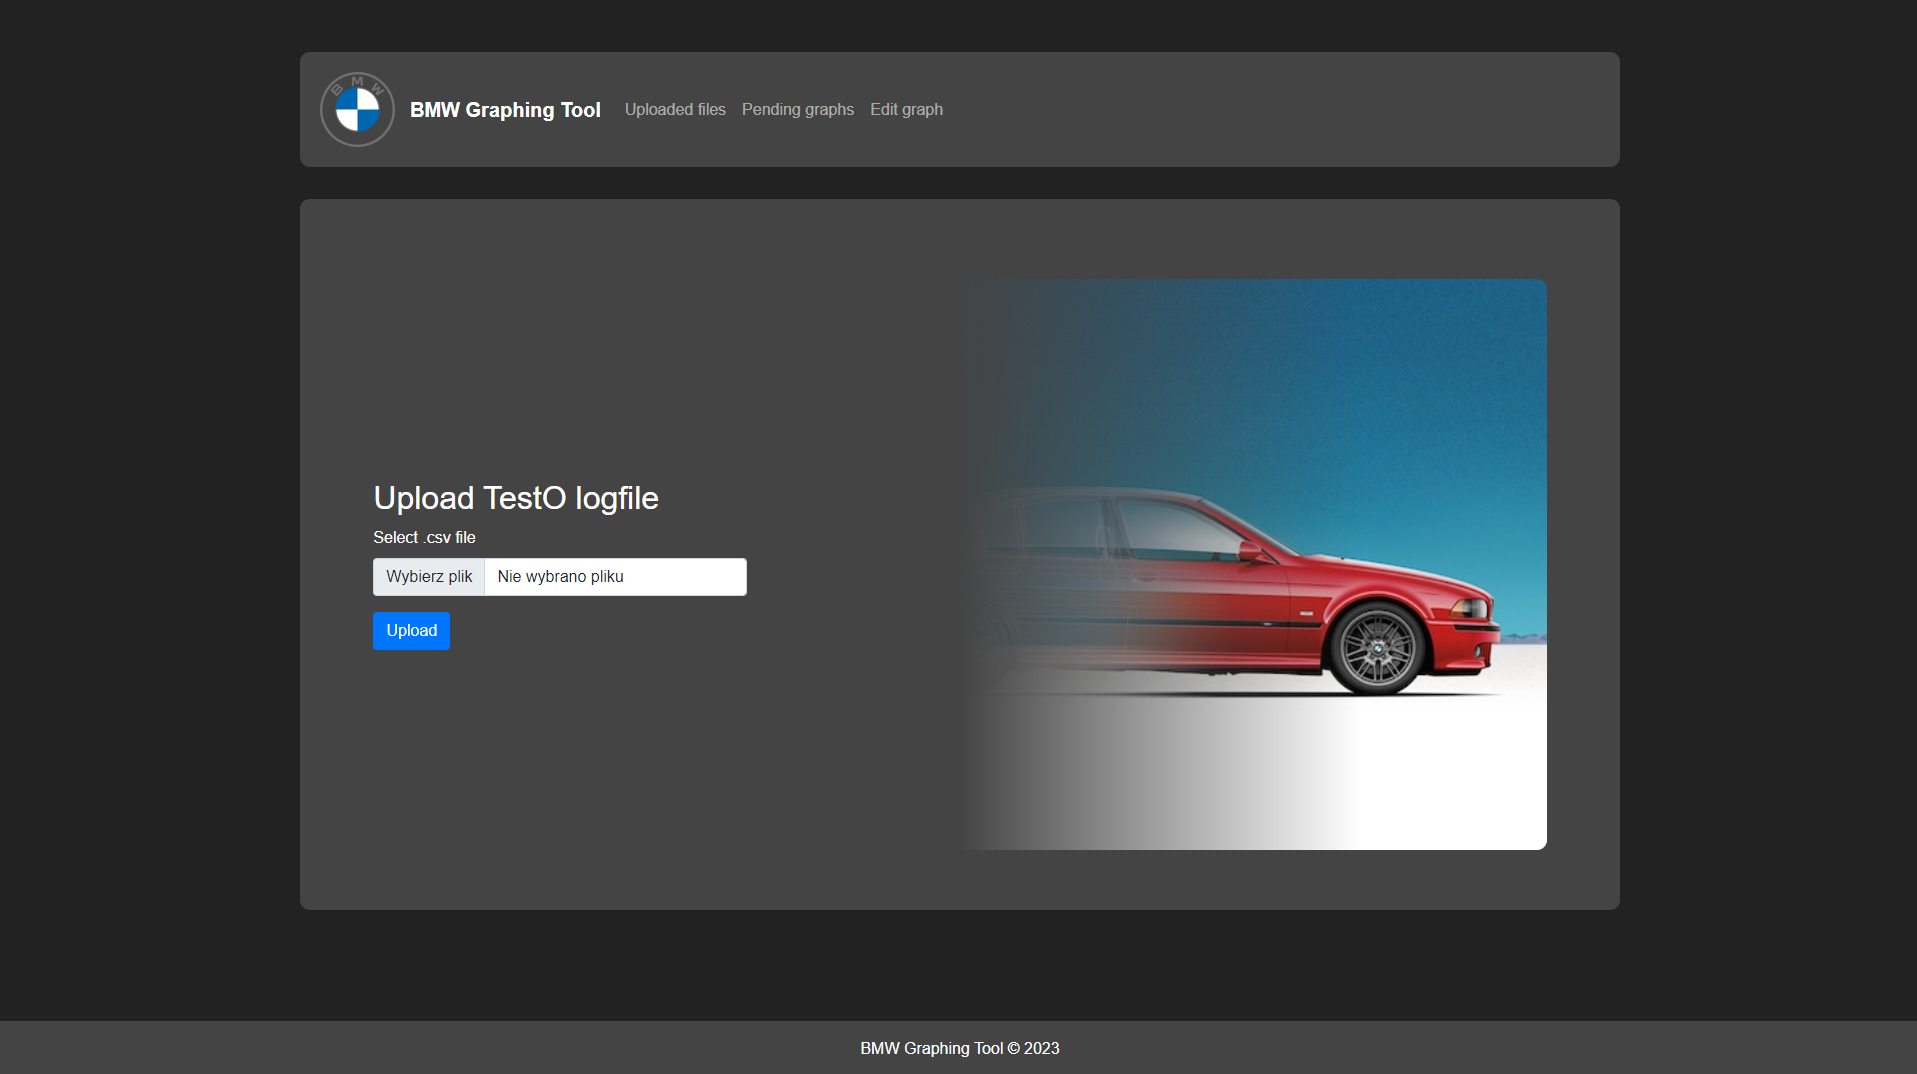 BMW
BMW Graphing Tool
Uploaded files
Pending graphs
Edit graph
Upload TestO logfile
Select .csv file
Wybierz plik
Nie wybrano pliku
Upload
BMW Graphing Tool © 2023